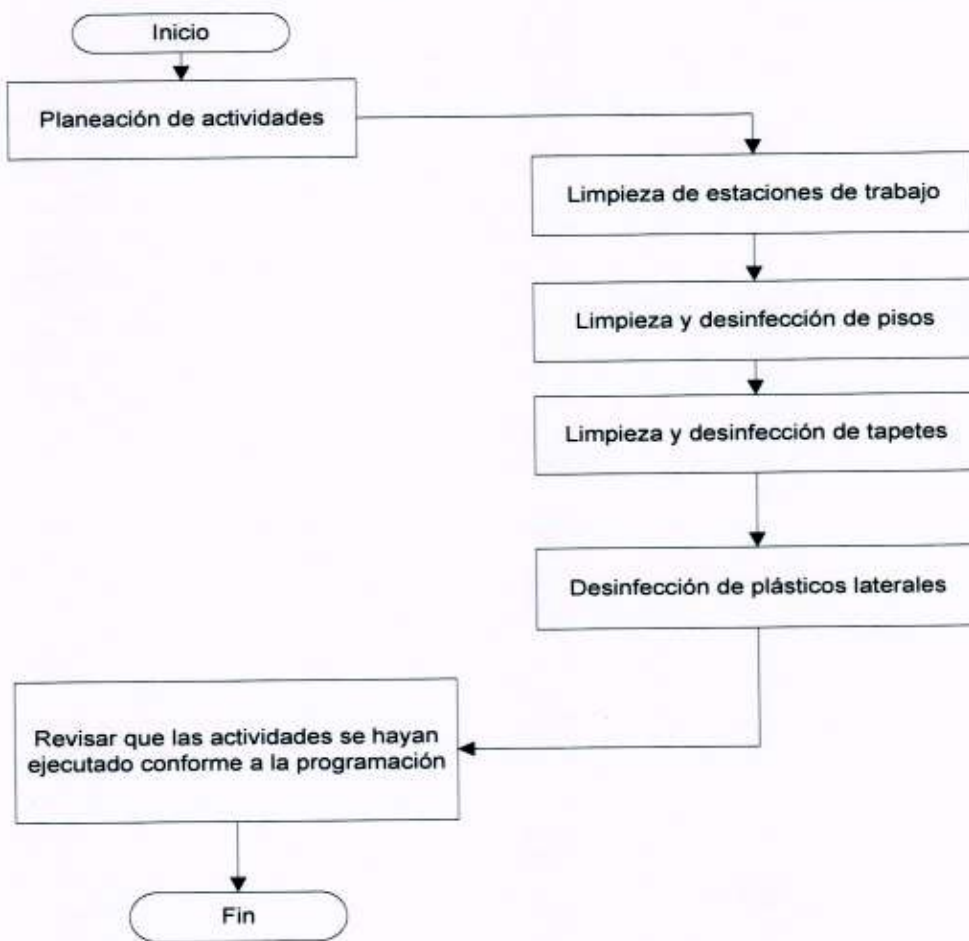 Inicio
Planeación de actividades
Limpieza de estaciones de trabajo
Limpieza y desinfección de pisos
Limpieza y desinfección de tapetes
Desinfección de plásticos laterales
Revisar que las actividades se hayan
ejecutado conforme a la programación
Fin